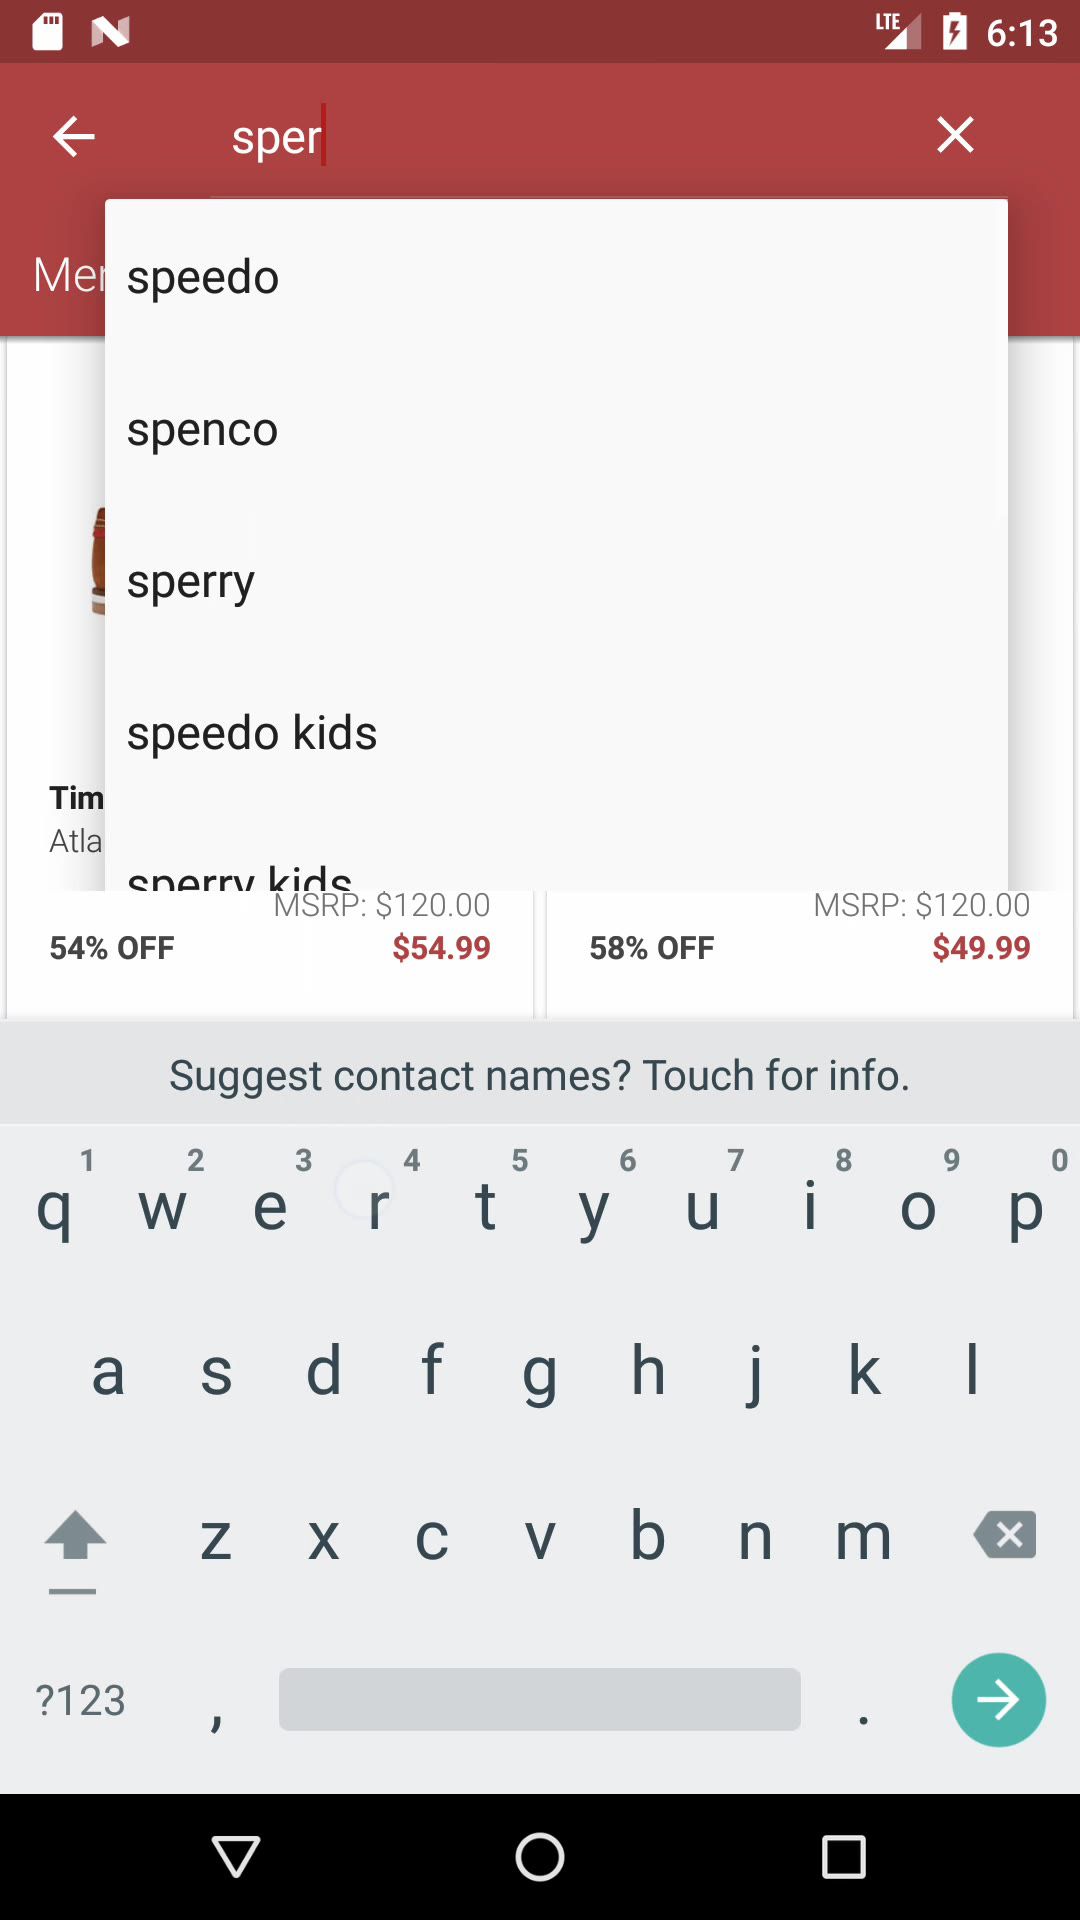 LTE 6:13
sper
Mer
speedo
spenco
sperry
speedo kids
Tim
Atla
sperry kids
MSRP: $120.00 MSRP: $120.00
54% OFF $54.99 58% OFF $49.99
Suggest contact names? Touch for info.
1 2 3 4 5 6 7 8 9 0
q w e r t y u i o p
a s d f g h j k l
z x c v b n m
?123 , .